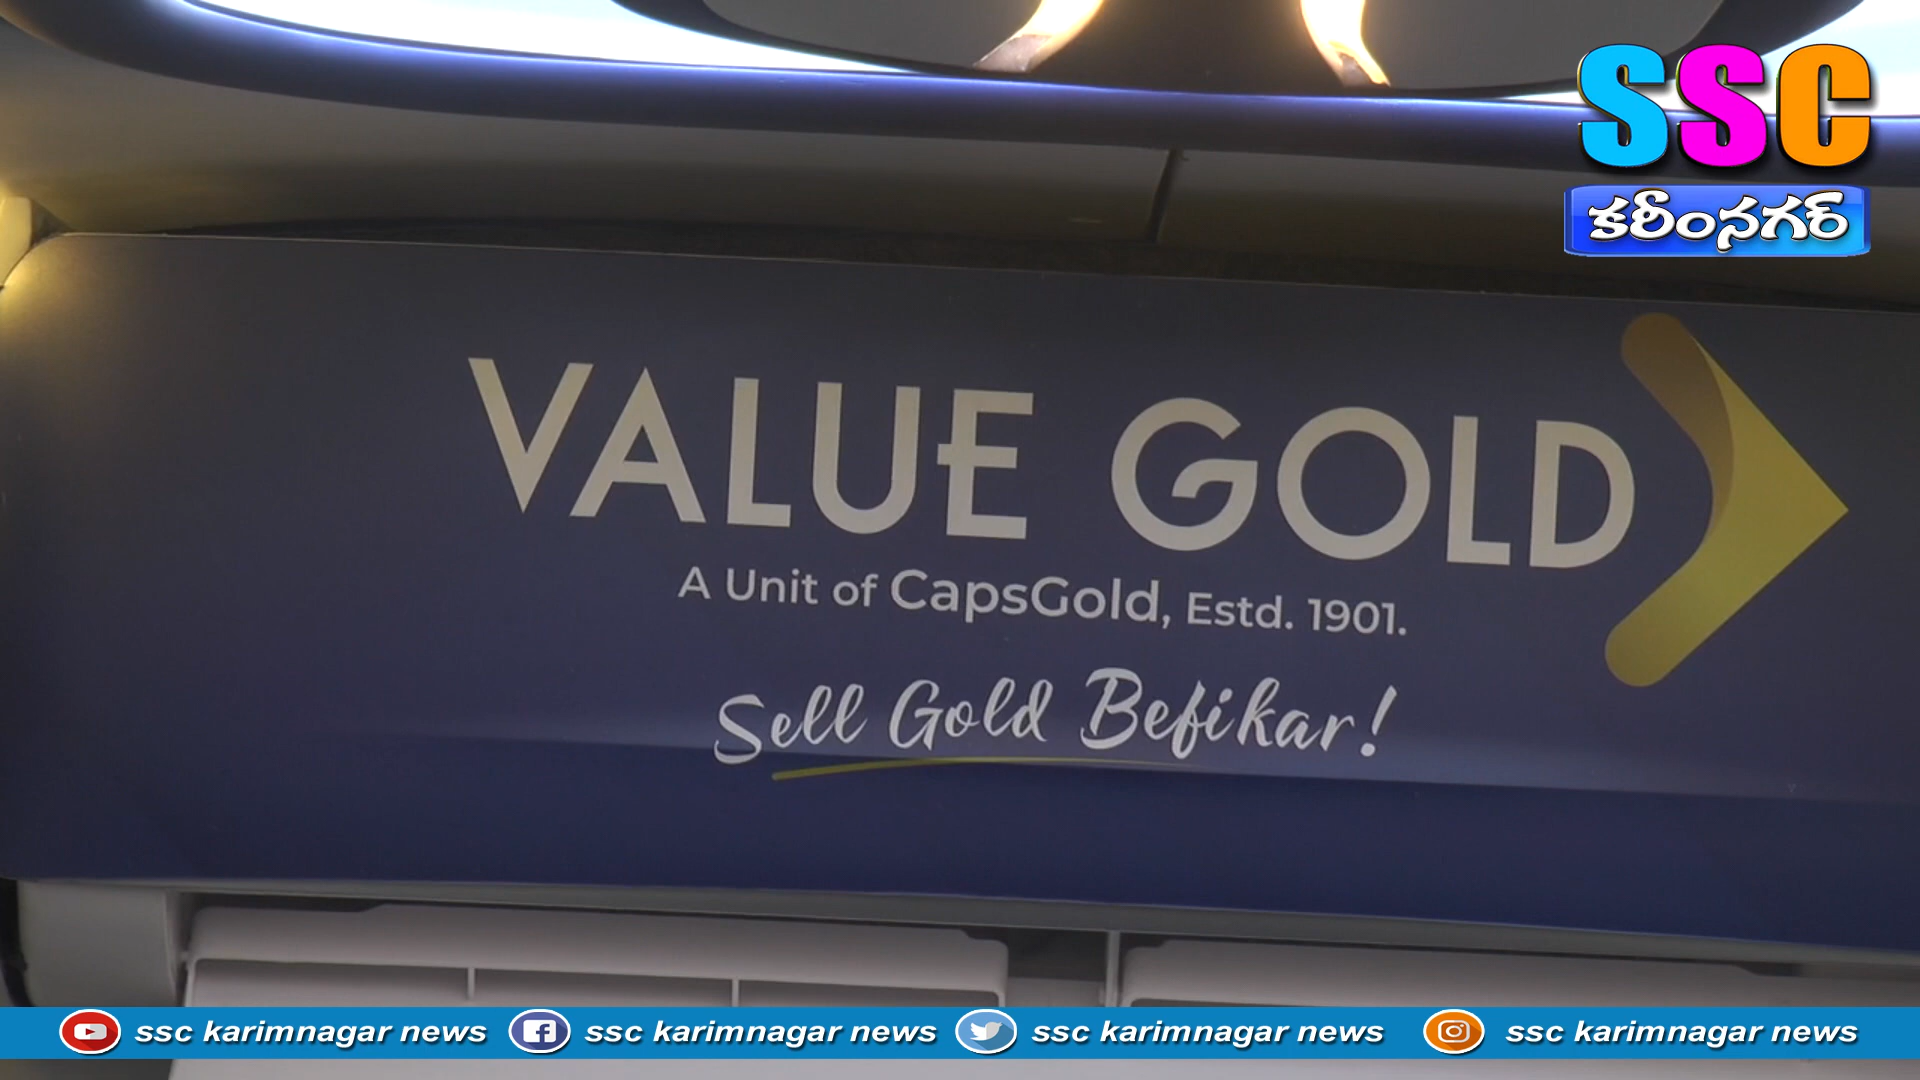 SSC
కరీంనగర్
VALUE GOLD
A Unit of CapsGold, Estd. 1901.
Sell Gold Befikar!
ssc karimnagar news ssc karimnagar news ssc karimnagar news ssc karimnagar news